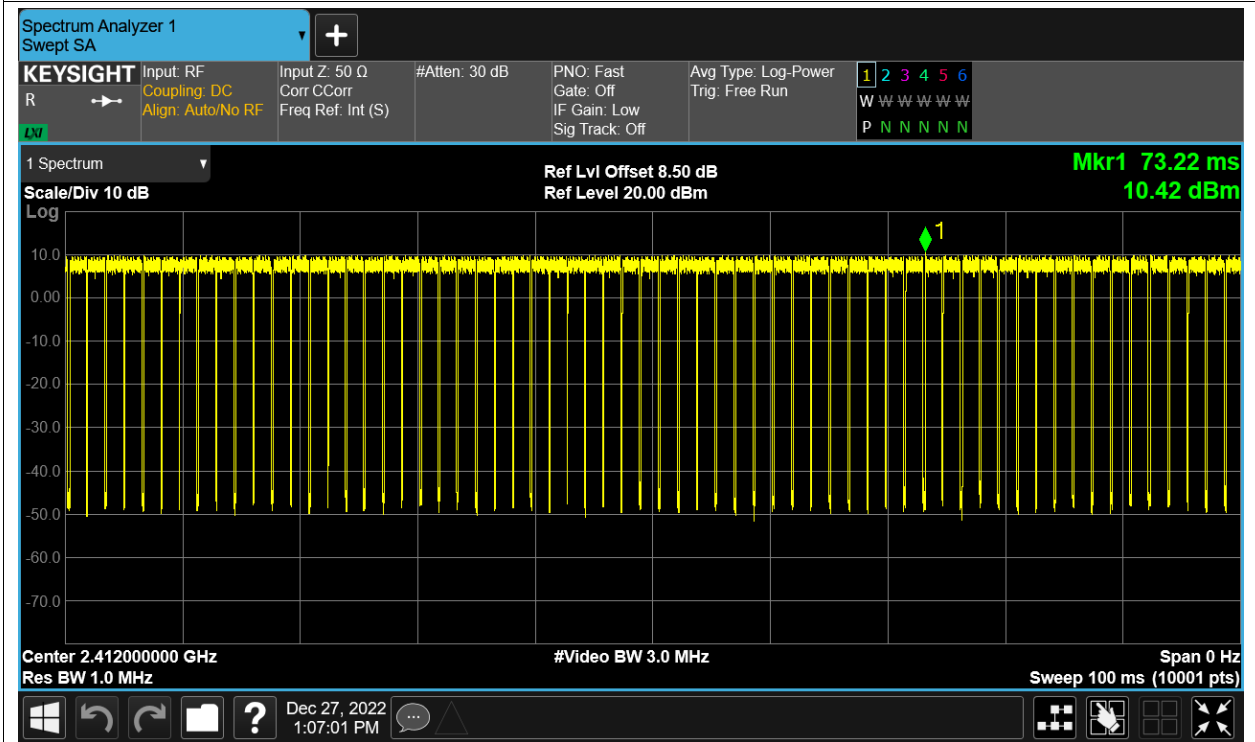 Spectrum Analyzer 1
Swept SA
+
KEYSIGHT
R
LXI
Input: RF
Coupling: DC
Align: Auto/No RF
Input Z: 50 Ω
Corr CCorr
Freq Ref: Int (S)
#Atten: 30 dB
PNO: Fast
Gate: Off
IF Gain: Low
Sig Track: Off
Avg Type: Log-Power
Trig: Free Run
1 2 3 4 5 6
W W W W W W
P N N N N N
1 Spectrum
Scale/Div 10 dB
Log
Ref Lvl Offset 8.50 dB
Ref Level 20.00 dBm
Mkr1 73.22 ms
10.42 dBm
1
10.0
0.00
-10.0
-20.0
-30.0
-40.0
-50.0
-60.0
-70.0
Center 2.412000000 GHz
Res BW 1.0 MHz
#Video BW 3.0 MHz
Span 0 Hz
Sweep 100 ms (10001 pts)
?
Dec 27, 2022
1:07:01 PM